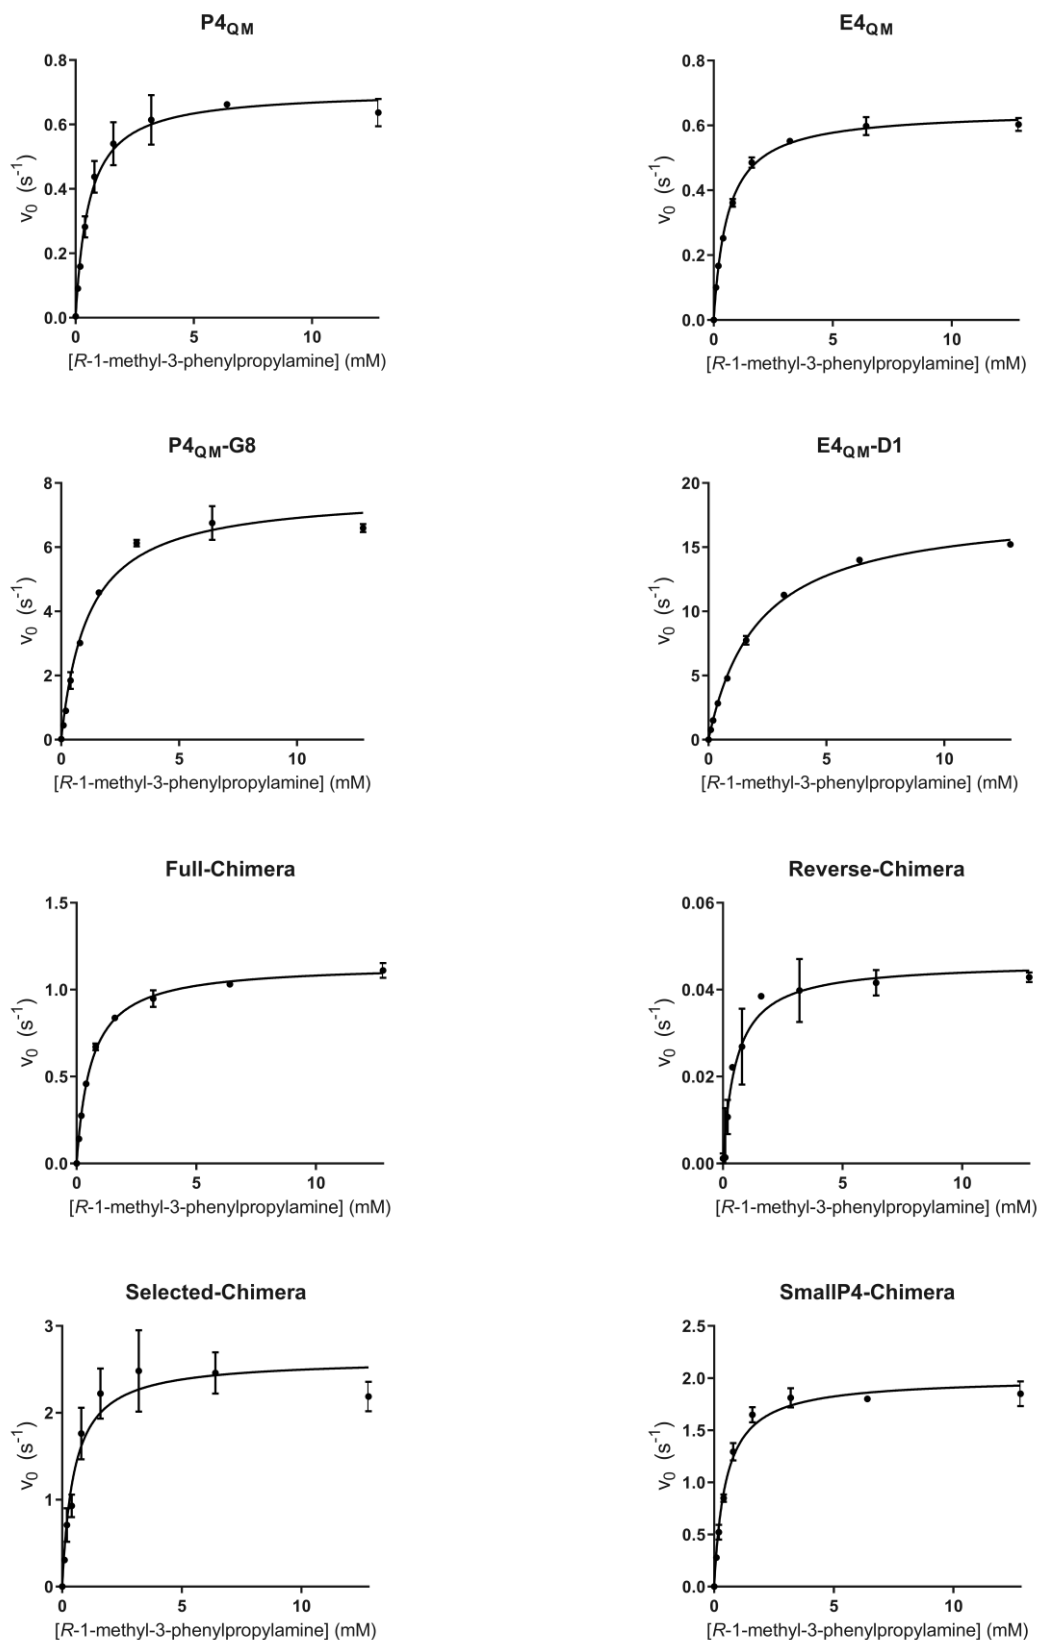 P4QM
E4QM
0.8
0.6
0.4
0.2
0.0
v0 (s-1)
0 5 10
[R-1-methyl-3-phenylpropylamine] (mM)
0.8
0.6
0.4
0.2
0.0
v0 (s-1)
0 5 10
[R-1-methyl-3-phenylpropylamine] (mM)
P4QM-G8
E4QM-D1
8
6
4
2
0
v0 (s-1)
0 5 10
[R-1-methyl-3-phenylpropylamine] (mM)
20
15
10
5
0
v0 (s-1)
0 5 10
[R-1-methyl-3-phenylpropylamine] (mM)
Full-Chimera
Reverse-Chimera
1.5
1.0
0.5
0.0
v0 (s-1)
0 5 10
[R-1-methyl-3-phenylpropylamine] (mM)
0.06
0.04
0.02
0.00
v0 (s-1)
0 5 10
[R-1-methyl-3-phenylpropylamine] (mM)
Selected-Chimera
SmallP4-Chimera
3
2
1
0
v0 (s-1)
0 5 10
[R-1-methyl-3-phenylpropylamine] (mM)
2.5
2.0
1.5
1.0
0.5
0.0
v0 (s-1)
0 5 10
[R-1-methyl-3-phenylpropylamine] (mM)